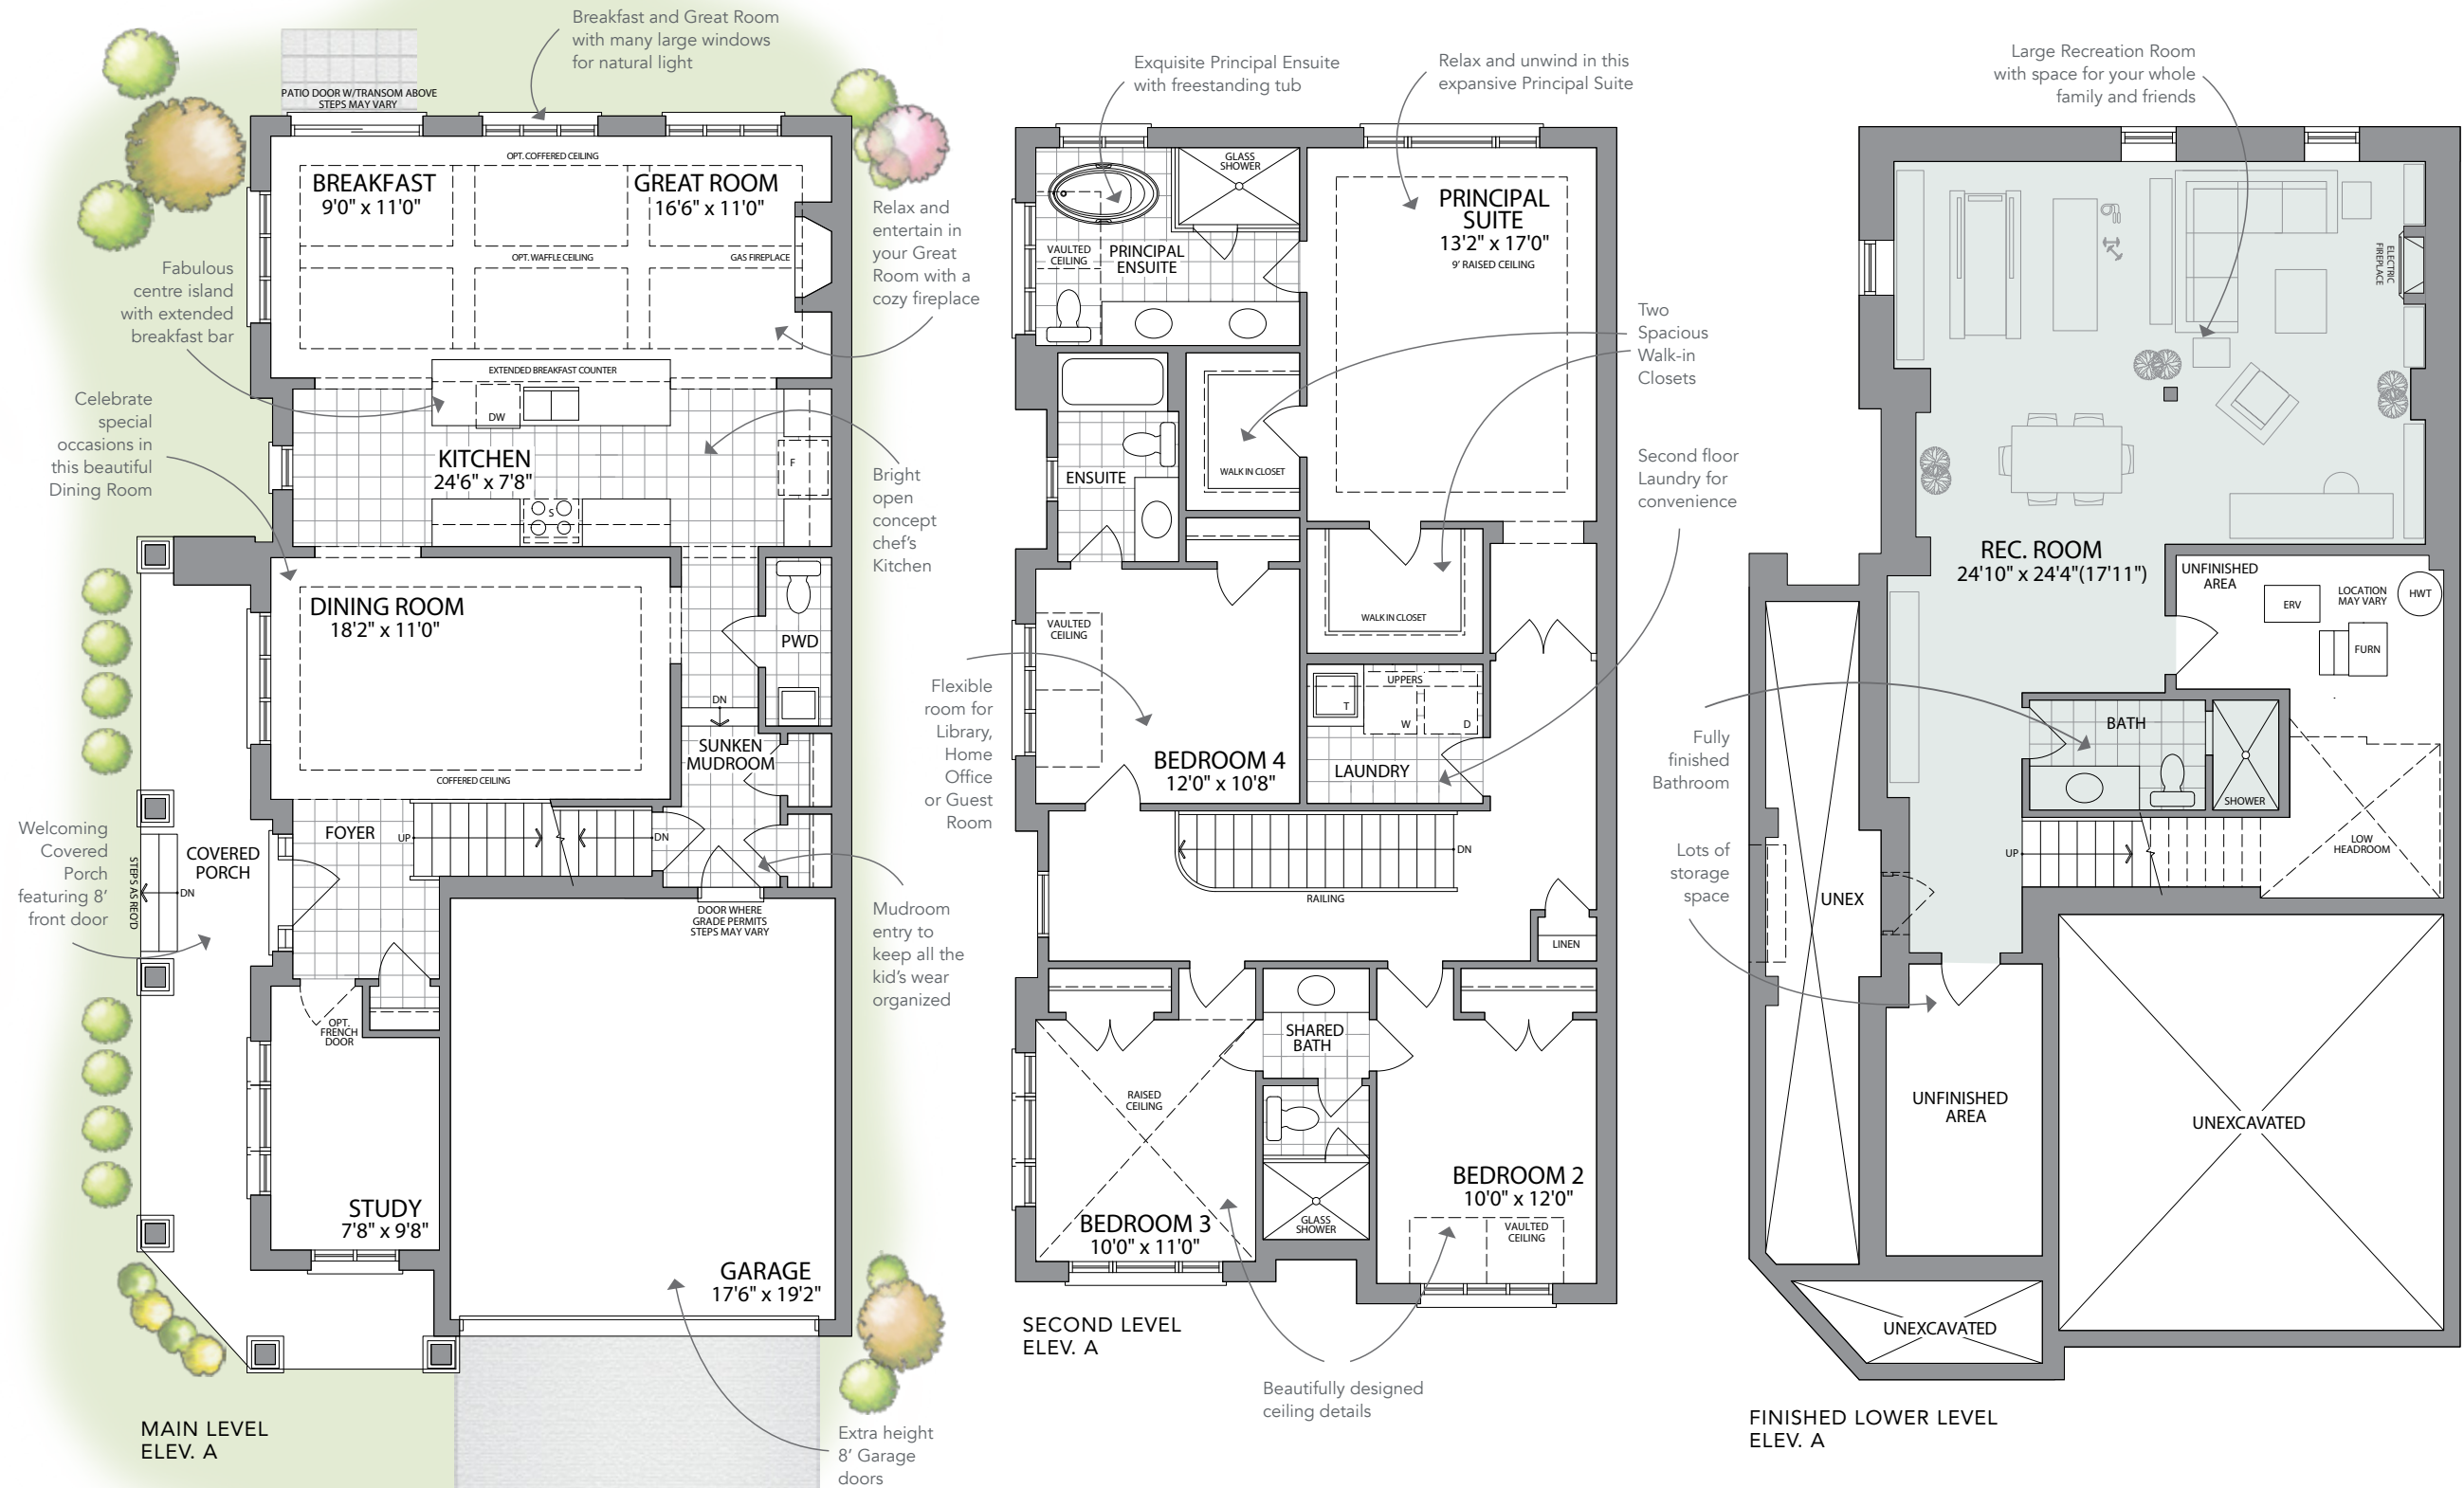 Breakfast and Great Room
with many large windows
for natural light
PATIO DOOR W/TRANSOM ABOVE
STEPS MAY VARY
OPT. COFFERED CEILING
BREAKFAST
9'0" x 11'0"
GREAT ROOM
16'6" x 11'0"
OPT. WAFFLE CEILING
GAS FIREPLACE
Relax and
entertain in
your Great
Room with a
cozy fireplace
Fabulous
centre island
with extended
breakfast bar
EXTENDED BREAKFAST COUNTER
DW
Celebrate
special
occasions in
this beautiful
Dining Room
KITCHEN
24'6" x 7'8"
F
S
Bright
open
concept
chef's
Kitchen
DINING ROOM
18'2" x 11'0"
COFFERED CEILING
PWD
DN
SUNKEN
MUDROOM
FOYER
UP
DN
Welcoming
Covered
Porch
featuring 8'
front door
STEPS AS REQ'D
DN
COVERED
PORCH
DOOR WHERE
GRADE PERMITS
STEPS MAY VARY
Mudroom
entry to
keep all the
kid's wear
organized
OPT.
FRENCH
DOOR
STUDY
7'8" x 9'8"
GARAGE
17'6" x 19'2"
Extra height
8' Garage
doors
MAIN LEVEL
ELEV. A
Exquisite Principal Ensuite
with freestanding tub
Relax and unwind in this
expansive Principal Suite
GLASS
SHOWER
VAULTED
CEILING
PRINCIPAL
ENSUITE
PRINCIPAL
SUITE
13'2" x 17'0"
9' RAISED CEILING
Two
Spacious
Walk-in
Closets
ENSUITE
WALK IN CLOSET
Second floor
Laundry for
convenience
WALK IN CLOSET
VAULTED
CEILING
Flexible
room for
Library,
Home
Office
or Guest
Room
BEDROOM 4
12'0" x 10'8"
UPPERS
T
W
D
LAUNDRY
DN
RAILING
LINEN
SHARED
BATH
RAISED
CEILING
BEDROOM 3
10'0" x 11'0"
GLASS
SHOWER
BEDROOM 2
10'0" x 12'0"
VAULTED
CEILING
SECOND LEVEL
ELEV. A
Beautifully designed
ceiling details
Large Recreation Room
with space for your whole
family and friends
ELECTRIC
FIREPLACE
REC. ROOM
24'10" x 24'4"(17'11")
UNFINISHED
AREA
ERV
LOCATION
MAY VARY
HWT
FURN
Fully
finished
Bathroom
BATH
SHOWER
LOW
HEADROOM
UP
Lots of
storage
space
UNEX
UNFINISHED
AREA
UNEXCAVATED
UNEXCAVATED
FINISHED LOWER LEVEL
ELEV. A